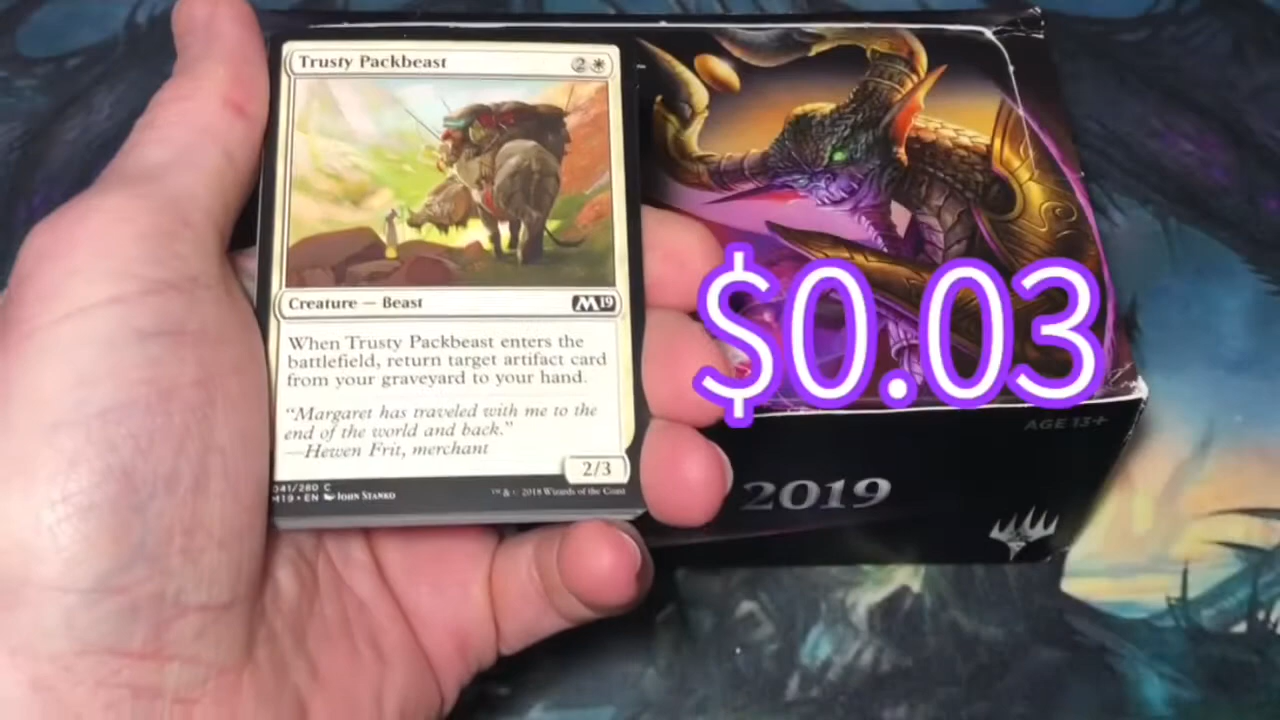 Trusty Packbeast
2
Creature — Beast
M19
When Trusty Packbeast enters the
battlefield, return target artifact card
from your graveyard to your hand.
“Margaret has traveled with me to the
end of the world and back.”
—Hewen Frit, merchant
2/3
041/280 C
M19 • EN John Stanko
™ & © 2018 Wizards of the Coast
$0.03
AGE 13+
2019